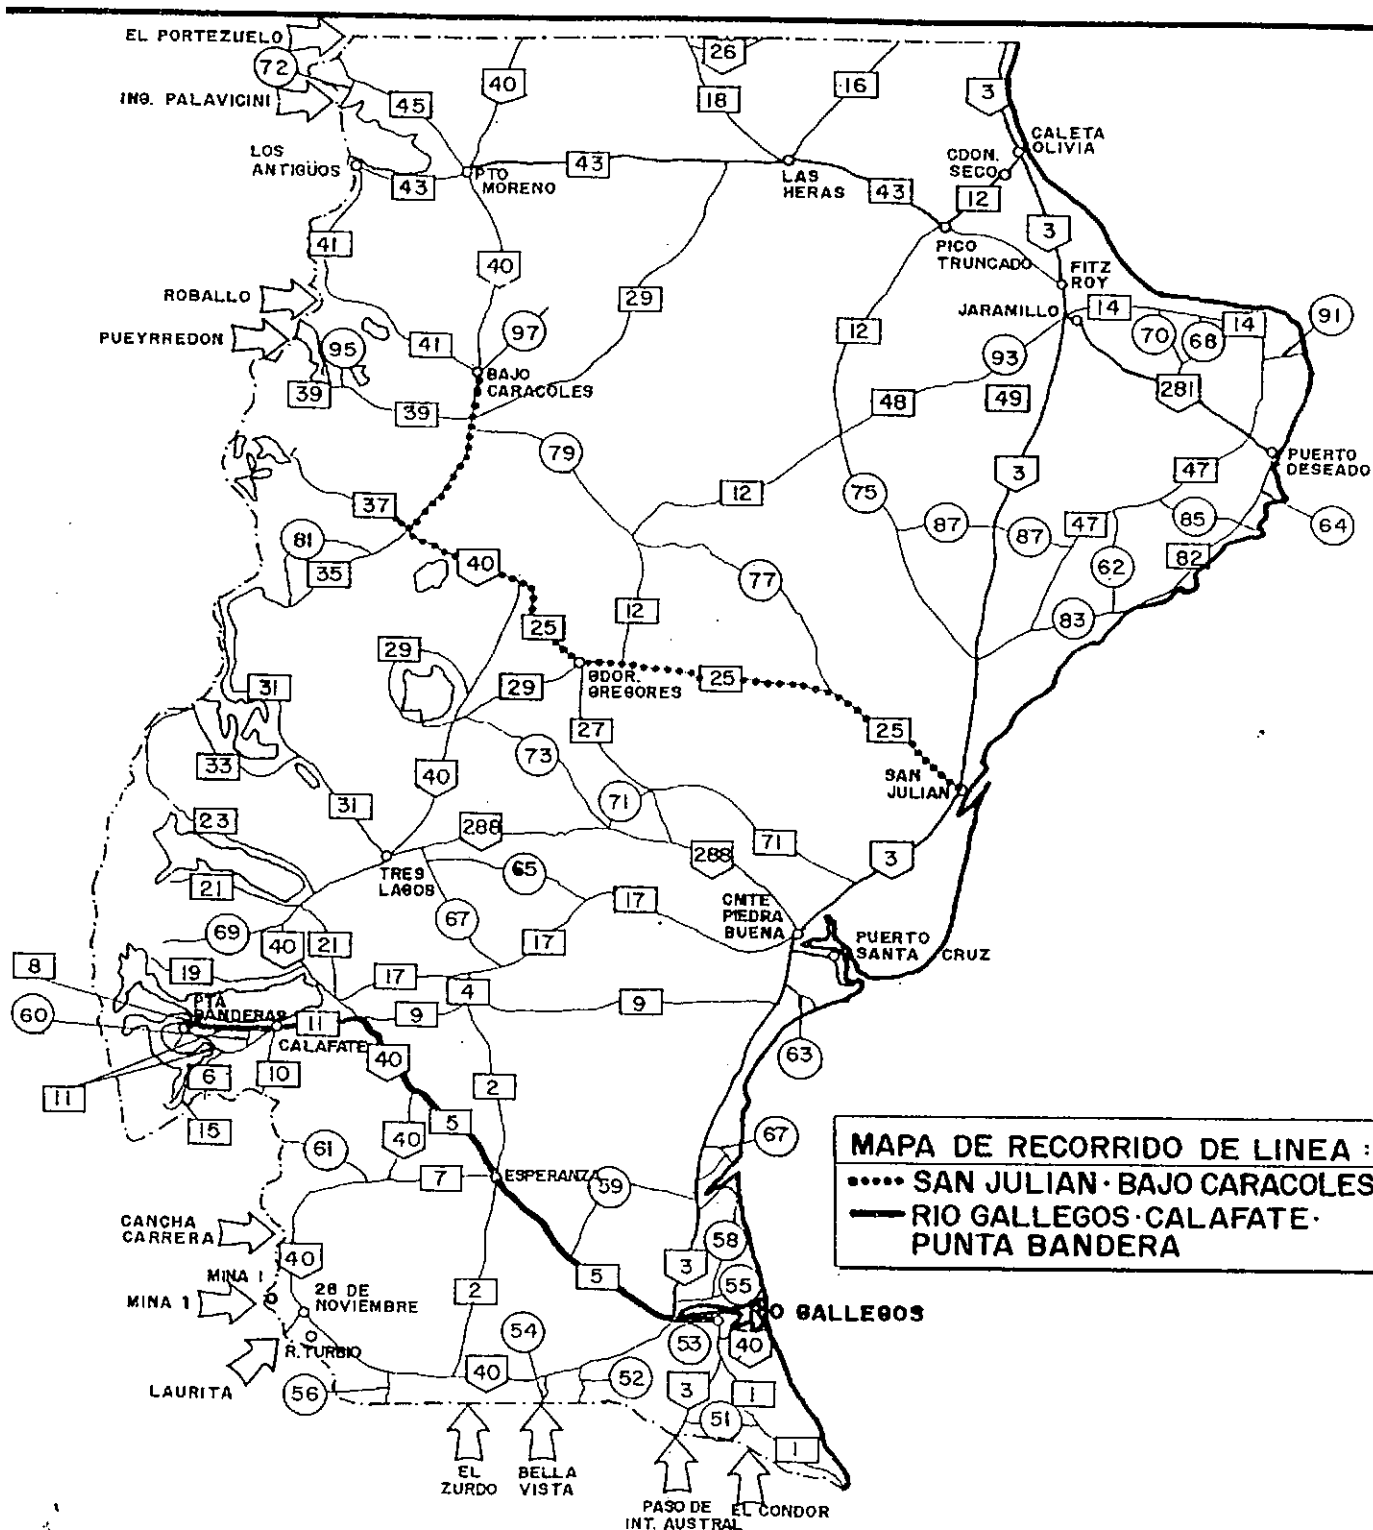 EL PORTEZUELO
72
ING. PALAVICINI
45
40
26
18
16
3
LOS
ANTIGÜOS
43
PTO
MORENO
43
LAS
HERAS
43
CDON.
SECO
CALETA
OLIVIA
12
PICO
TRUNCADO
3
FITZ
ROY
41
40
ROBALLO
29
JARANILLO
14
PUEYRREDON
95
41
97
12
93
70
68
14
91
BAJO
CARACOLES
39
39
48
49
281
79
PUERTO
DESEADO
37
12
75
3
47
81
35
40
87
87
47
85
64
77
62
82
12
25
83
29
29
GDOR.
GREGORES
25
31
27
25
33
40
73
SAN
JULIAN
31
71
23
288
71
3
TRES
LAGOS
65
288
21
67
17
CMTE
PIEDRA
BUENA
69
40
21
17
PUERTO
SANTA CRUZ
8
19
17
4
9
9
60
PTA
BANDERAS
11
CALAFATE
40
63
11
6
10
2
15
5
67
61
40
7
ESPERANZA
59
MAPA DE RECORRIDO DE LINEA :
SAN JULIAN · BAJO CARACOLES
RIO GALLEGOS · CALAFATE ·
PUNTA BANDERA
CANCHA
CARRERA
40
58
3
MINA 1
MINA 1
28 DE
NOVIEMBRE
2
5
55
O GALLEGOS
R. TURBIO
54
53
40
LAURITA
56
40
52
3
1
51
1
EL
ZURDO
BELLA
VISTA
PASO DE
INT. AUSTRAL
EL CONDOR